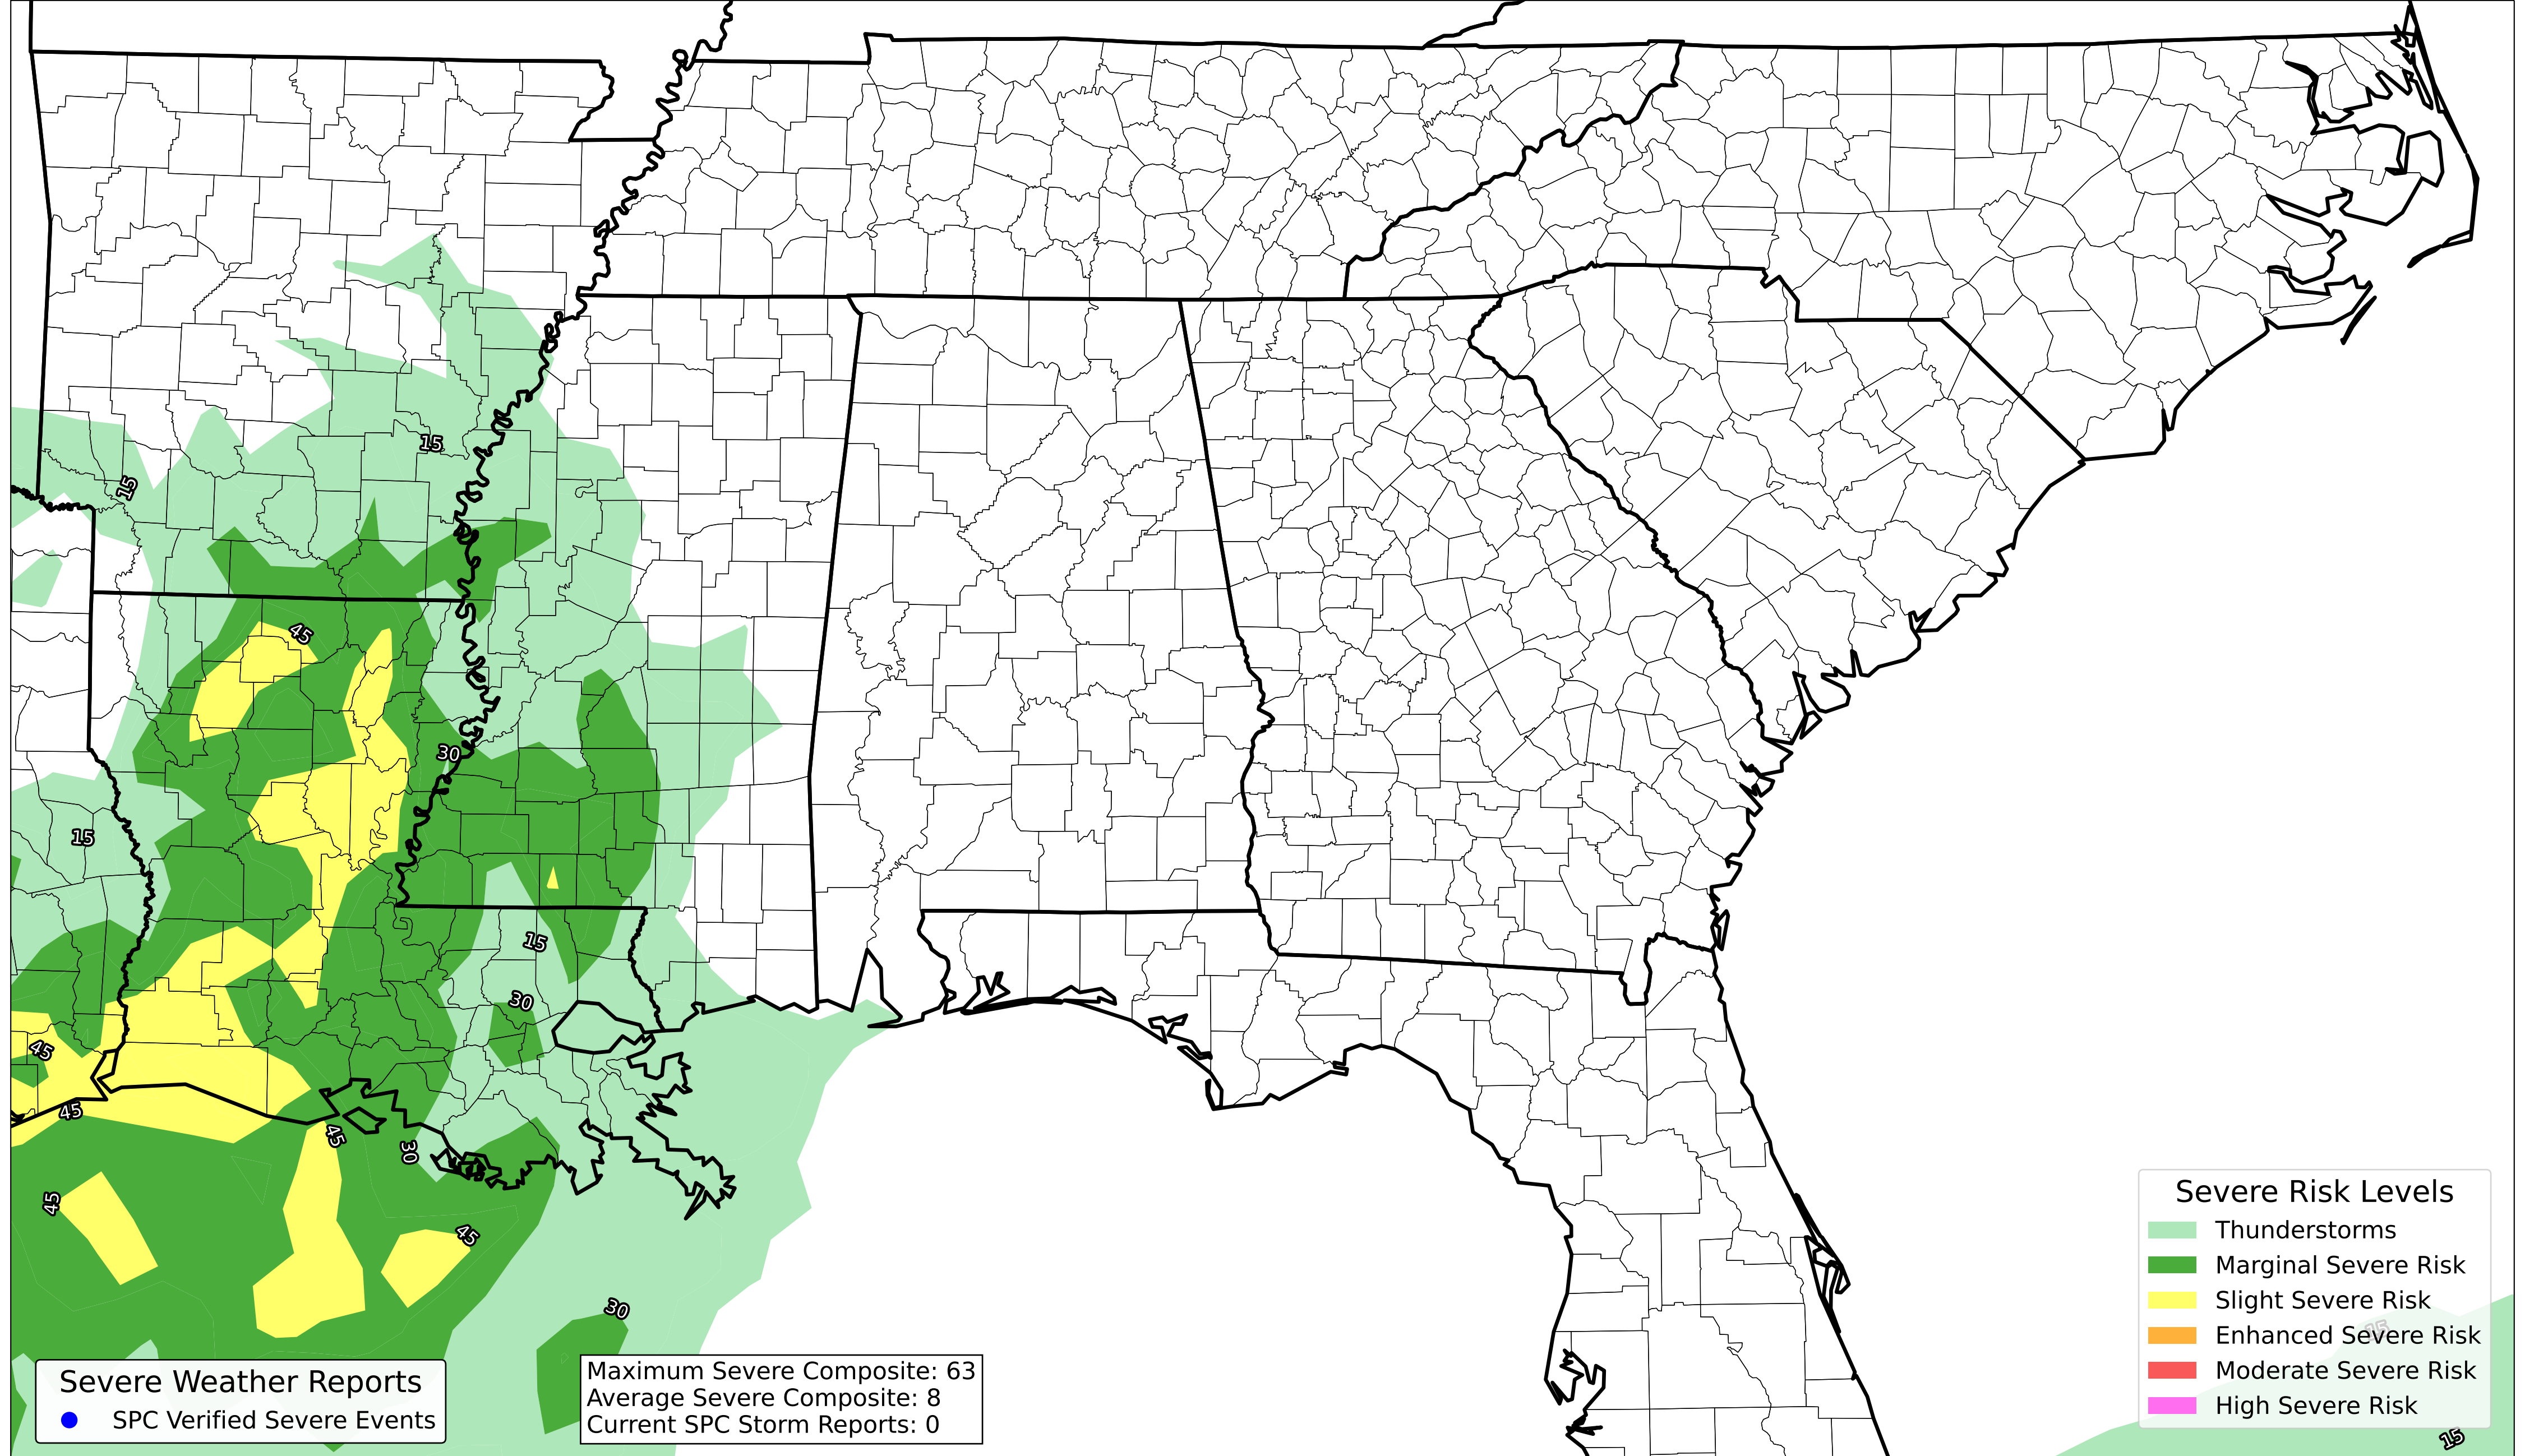 15
15
45
30
15
15
30
45
45
45
30
45
45
30
Severe Weather Reports
SPC Verified Severe Events
Maximum Severe Composite: 63
Average Severe Composite: 8
Current SPC Storm Reports: 0
Severe Risk Levels
Thunderstorms
Marginal Severe Risk
Slight Severe Risk
Enhanced Severe Risk
Moderate Severe Risk
High Severe Risk
15
15